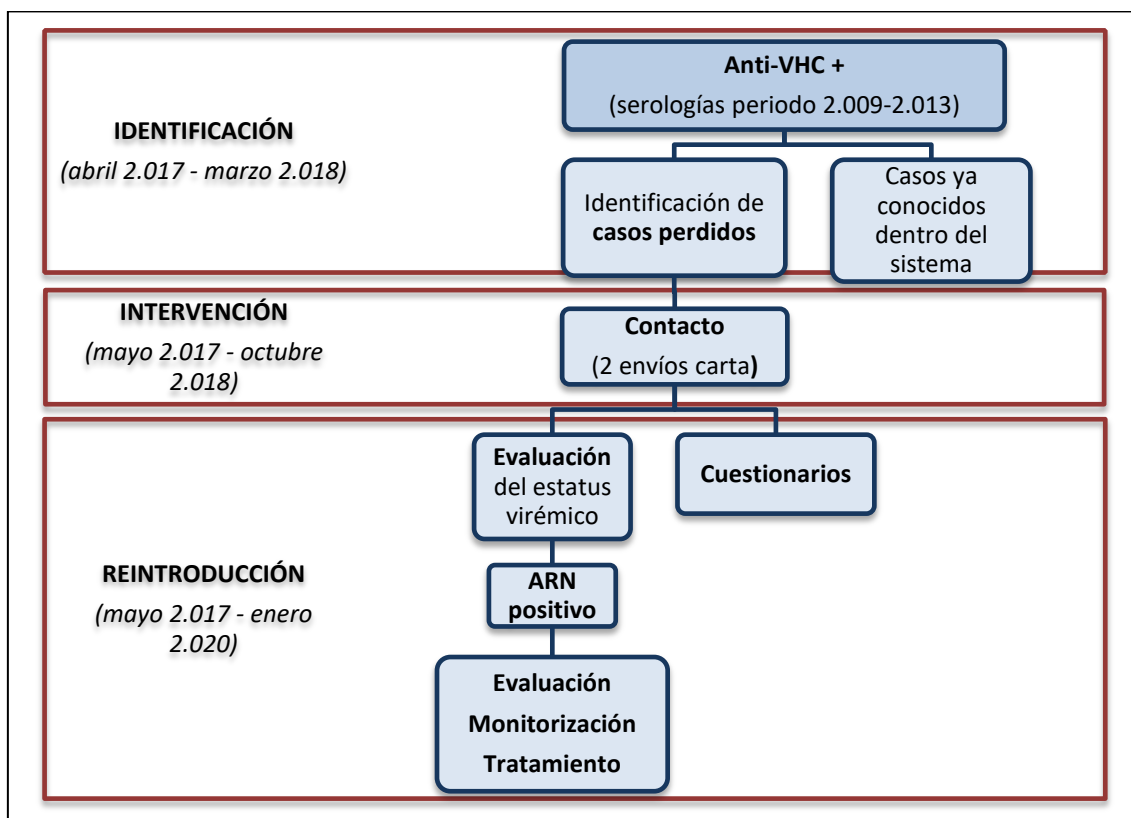 Anti-VHC +
(serologías periodo 2.009-2.013)
IDENTIFICACIÓN
(abril 2.017 - marzo 2.018)
Identificación de
casos perdidos
Casos ya
conocidos
dentro del
sistema
INTERVENCIÓN
(mayo 2.017 - octubre
2.018)
Contacto
(2 envíos carta)
Evaluación
del estatus
virémico
Cuestionarios
REINTRODUCCIÓN
(mayo 2.017 - enero
2.020)
ARN
positivo
Evaluación
Monitorización
Tratamiento